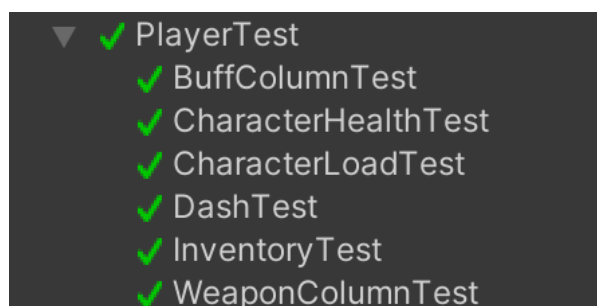 PlayerTest
BuffColumnTest
CharacterHealthTest
CharacterLoadTest
DashTest
InventoryTest
WeaponColumnTest